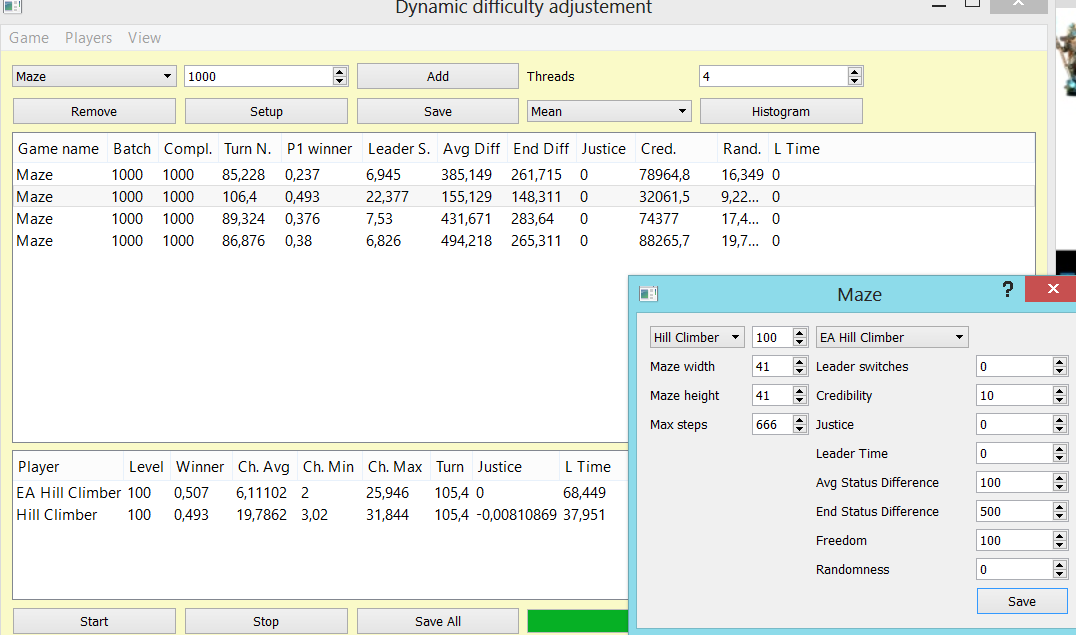 Dynamic difficulty adjustement
Game Players View
Maze 1000 Add Threads 4
Remove Setup Save Mean Histogram
Game name Batch Compl. Turn N. P1 winner Leader S. Avg Diff End Diff Justice Cred. Rand. L Time
Maze 1000 1000 85,228 0,237 6,945 385,149 261,715 0 78964,8 16,349 0
Maze 1000 1000 106,4 0,493 22,377 155,129 148,311 0 32061,5 9,22... 0
Maze 1000 1000 89,324 0,376 7,53 431,671 283,64 0 74377 17,4... 0
Maze 1000 1000 86,876 0,38 6,826 494,218 265,311 0 88265,7 19,7... 0
Player Level Winner Ch. Avg Ch. Min Ch. Max Turn Justice L Time
EA Hill Climber 100 0,507 6,11102 2 25,946 105,4 0 68,449
Hill Climber 100 0,493 19,7862 3,02 31,844 105,4 -0,00810869 37,951
Start Stop Save All
Maze
Hill Climber 100 EA Hill Climber
Maze width 41 Leader switches 0
Maze height 41 Credibility 10
Max steps 666 Justice 0
Leader Time 0
Avg Status Difference 100
End Status Difference 500
Freedom 100
Randomness 0
Save